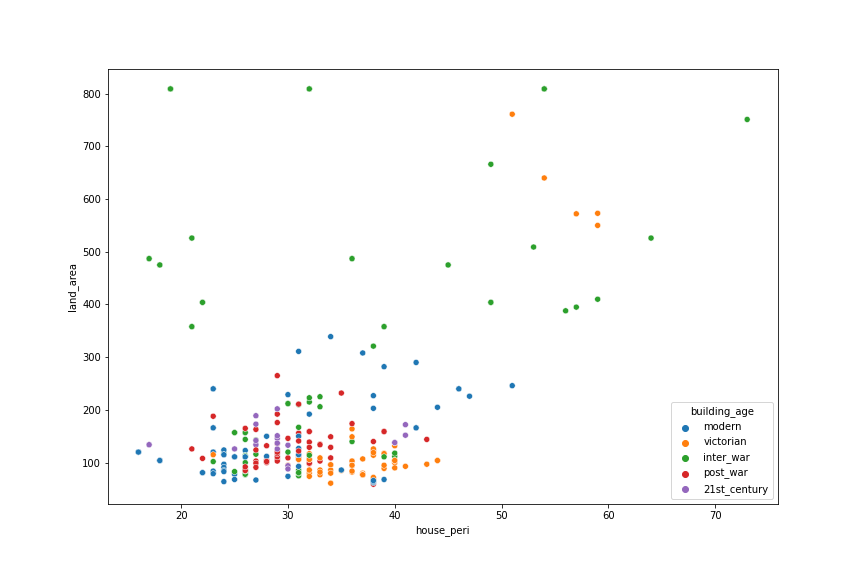 800
700
600
500
400
300
200
100
land_area
20
30
40
50
60
70
house_peri
building_age
modern
victorian
inter_war
post_war
21st_century